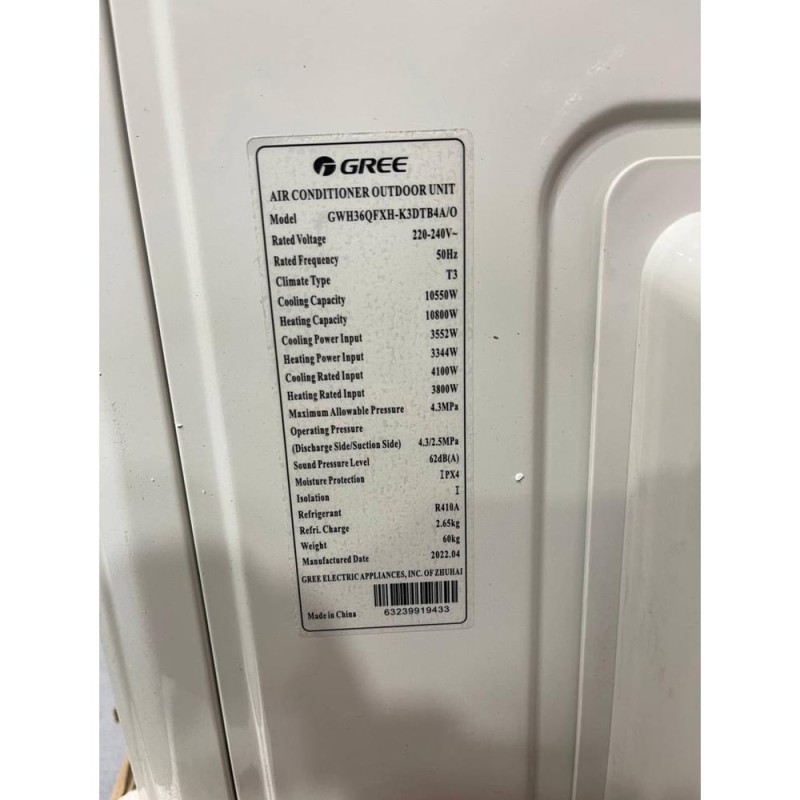 GREE
AIR CONDITIONER OUTDOOR UNIT
Model GWH36QFXH-K3DTB4A/O
Rated Voltage 220-240V~
Rated Frequency 50Hz
Climate Type T3
Cooling Capacity 10550W
Heating Capacity 10800W
Cooling Power Input 3552W
Heating Power Input 3344W
Cooling Rated Input 4100W
Heating Rated Input 3800W
Maximum Allowable Pressure 4.3MPa
Operating Pressure
(Discharge Side/Suction Side) 4.3/2.5MPa
Sound Pressure Level 62dB(A)
Moisture Protection IPX4
Isolation I
Refrigerant R410A
Refri. Charge 2.65kg
Weight 60kg
Manufactured Date 2022.04
GREE ELECTRIC APPLIANCES, INC. OF ZHUHAI
Made in China 63239919433